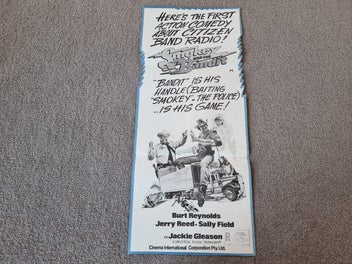 HERE'S THE FIRST
ACTION COMEDY
ABOUT CITIZEN
BAND RADIO!
Smokey
AND THE
Bandit
"BANDIT" IS HIS
HANDLE (BAITING
"SMOKEY"-THE POLICE)
...IS HIS GAME!
Burt Reynolds
Jerry Reed · Sally Field
Jackie Gleason
Cinema International Corporation Pty. Ltd.